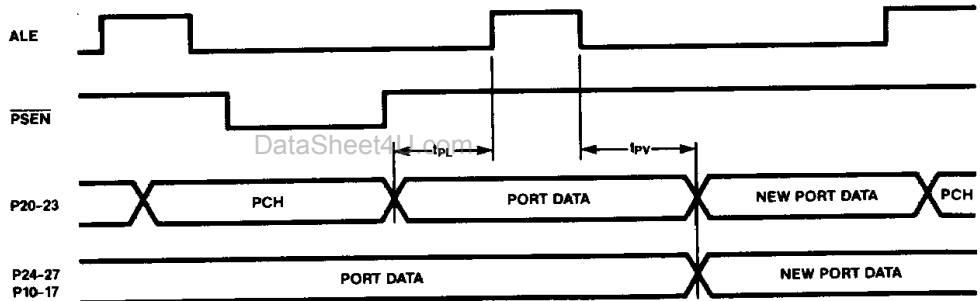 ALE
PSEN
DataSheet4U.com
tPL
tPV
P20-23
PCH
PORT DATA
NEW PORT DATA
PCH
P24-27
P10-17
PORT DATA
NEW PORT DATA